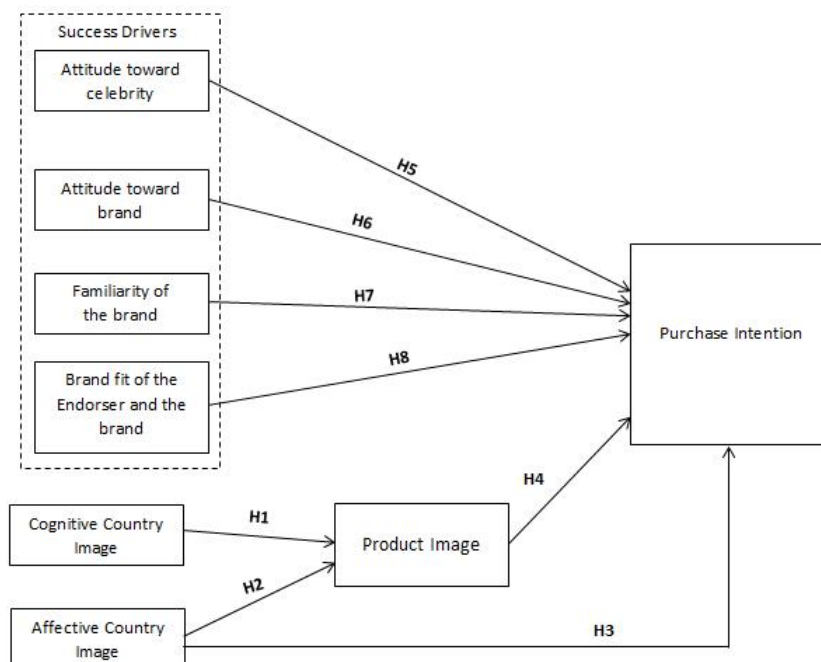 Success Drivers
Attitude toward
celebrity
H5
Attitude toward
brand
H6
Familiarity of
the brand
H7
Purchase Intention
Brand fit of the
Endorser and the
brand
H8
H4
Cognitive Country
Image
H1
Product Image
H2
Affective Country
Image
H3